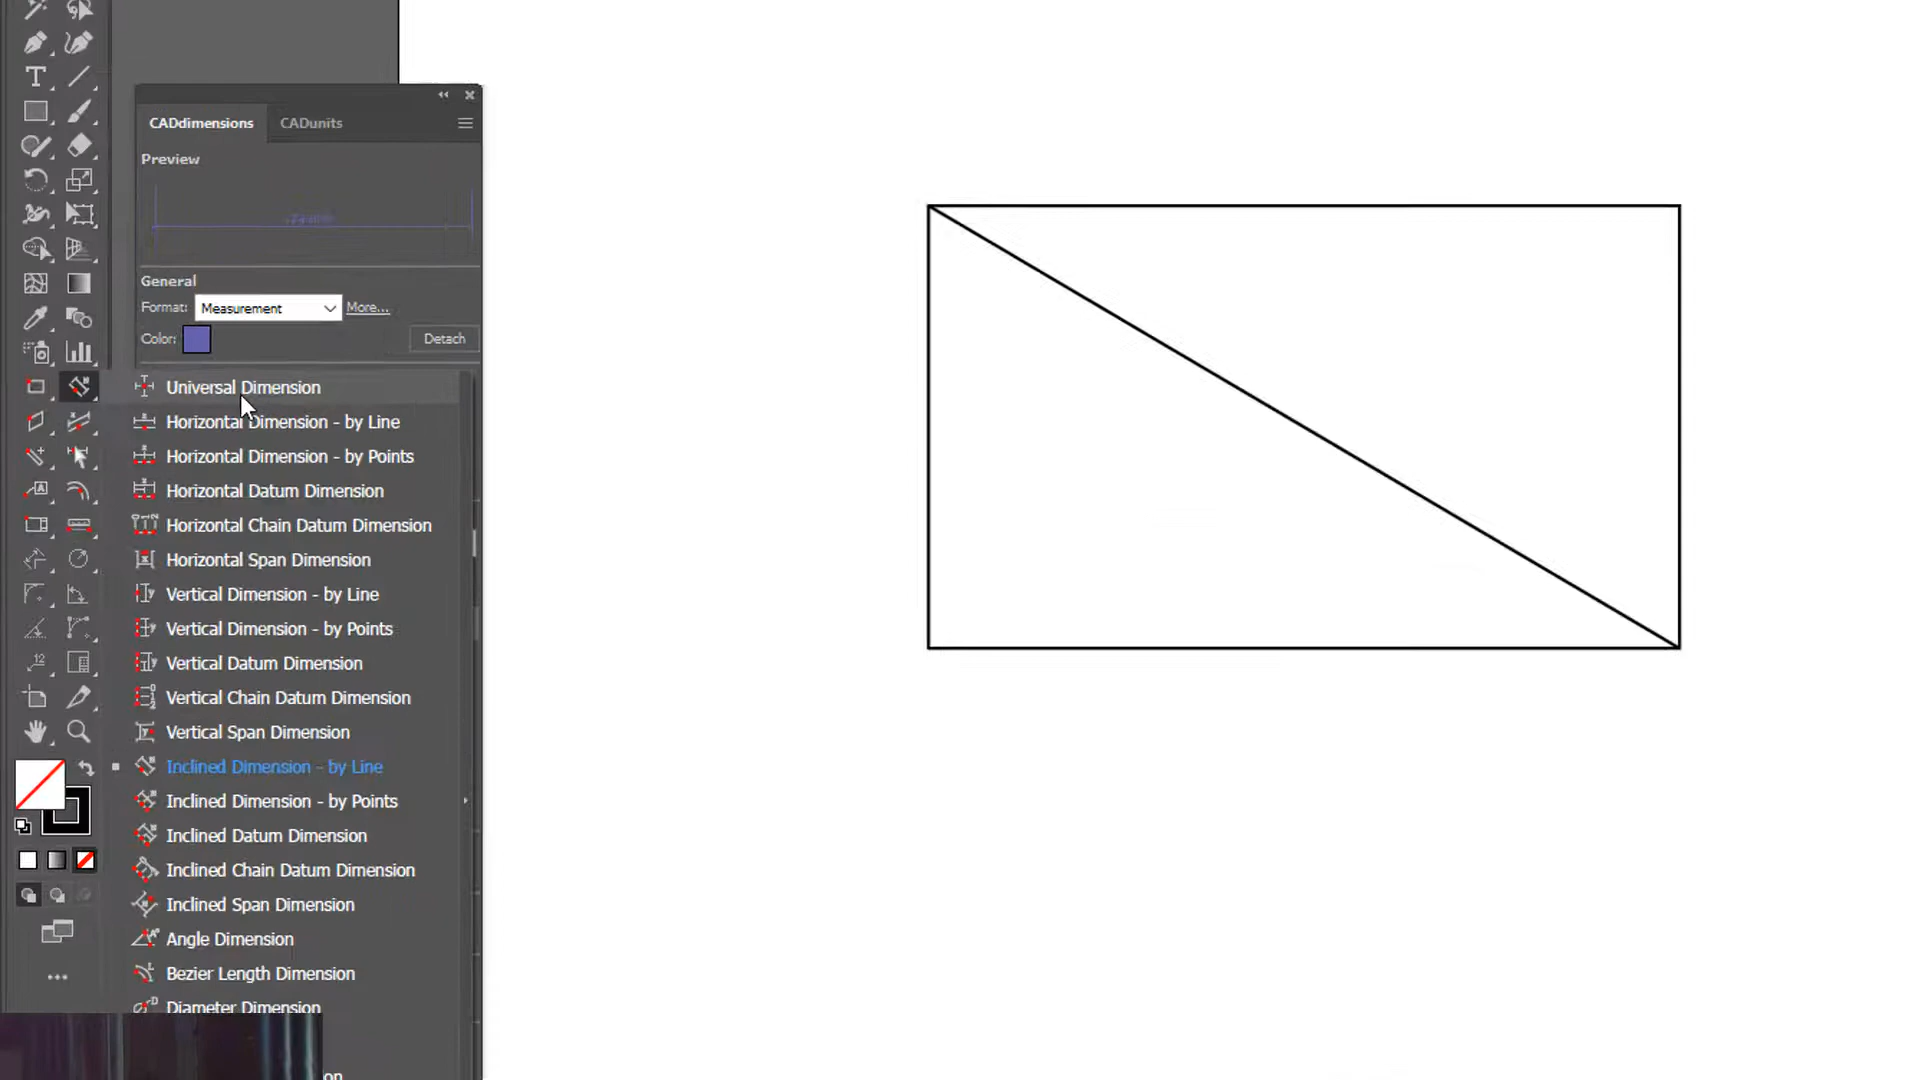 CADdimensions CADunits
Preview
General
Format: Measurement More...
Color: Detach
Universal Dimension
Horizontal Dimension - by Line
Horizontal Dimension - by Points
Horizontal Datum Dimension
Horizontal Chain Datum Dimension
Horizontal Span Dimension
Vertical Dimension - by Line
Vertical Dimension - by Points
Vertical Datum Dimension
Vertical Chain Datum Dimension
Vertical Span Dimension
Inclined Dimension - by Line
Inclined Dimension - by Points
Inclined Datum Dimension
Inclined Chain Datum Dimension
Inclined Span Dimension
Angle Dimension
Bezier Length Dimension
Diameter Dimension